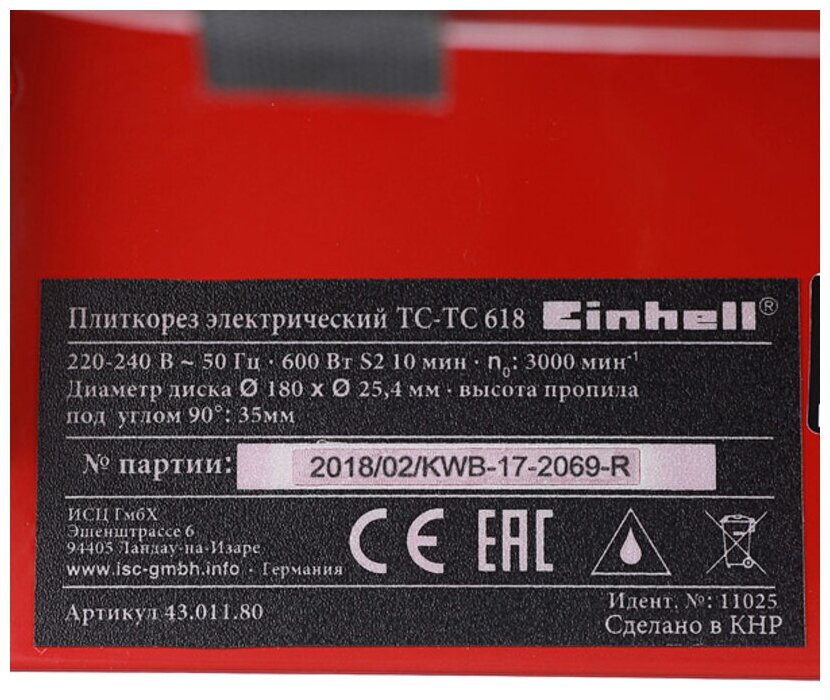 Плиткорез электрический TC-TC 618 Einhell®
220-240 В ~ 50 Гц · 600 Вт S2 10 мин · n₀: 3000 мин⁻¹
Диаметр диска Ø 180 x Ø 25,4 мм · высота пропила
под углом 90°: 35мм
№ партии: 2018/02/KWB-17-2069-R
ИСЦ ГмбХ
Эшенштрассе 6
94405 Ландау-на-Изаре
www.isc-gmbh.info · Германия
CE EAC
Артикул 43.011.80
Идент. №: 11025
Сделано в КНР